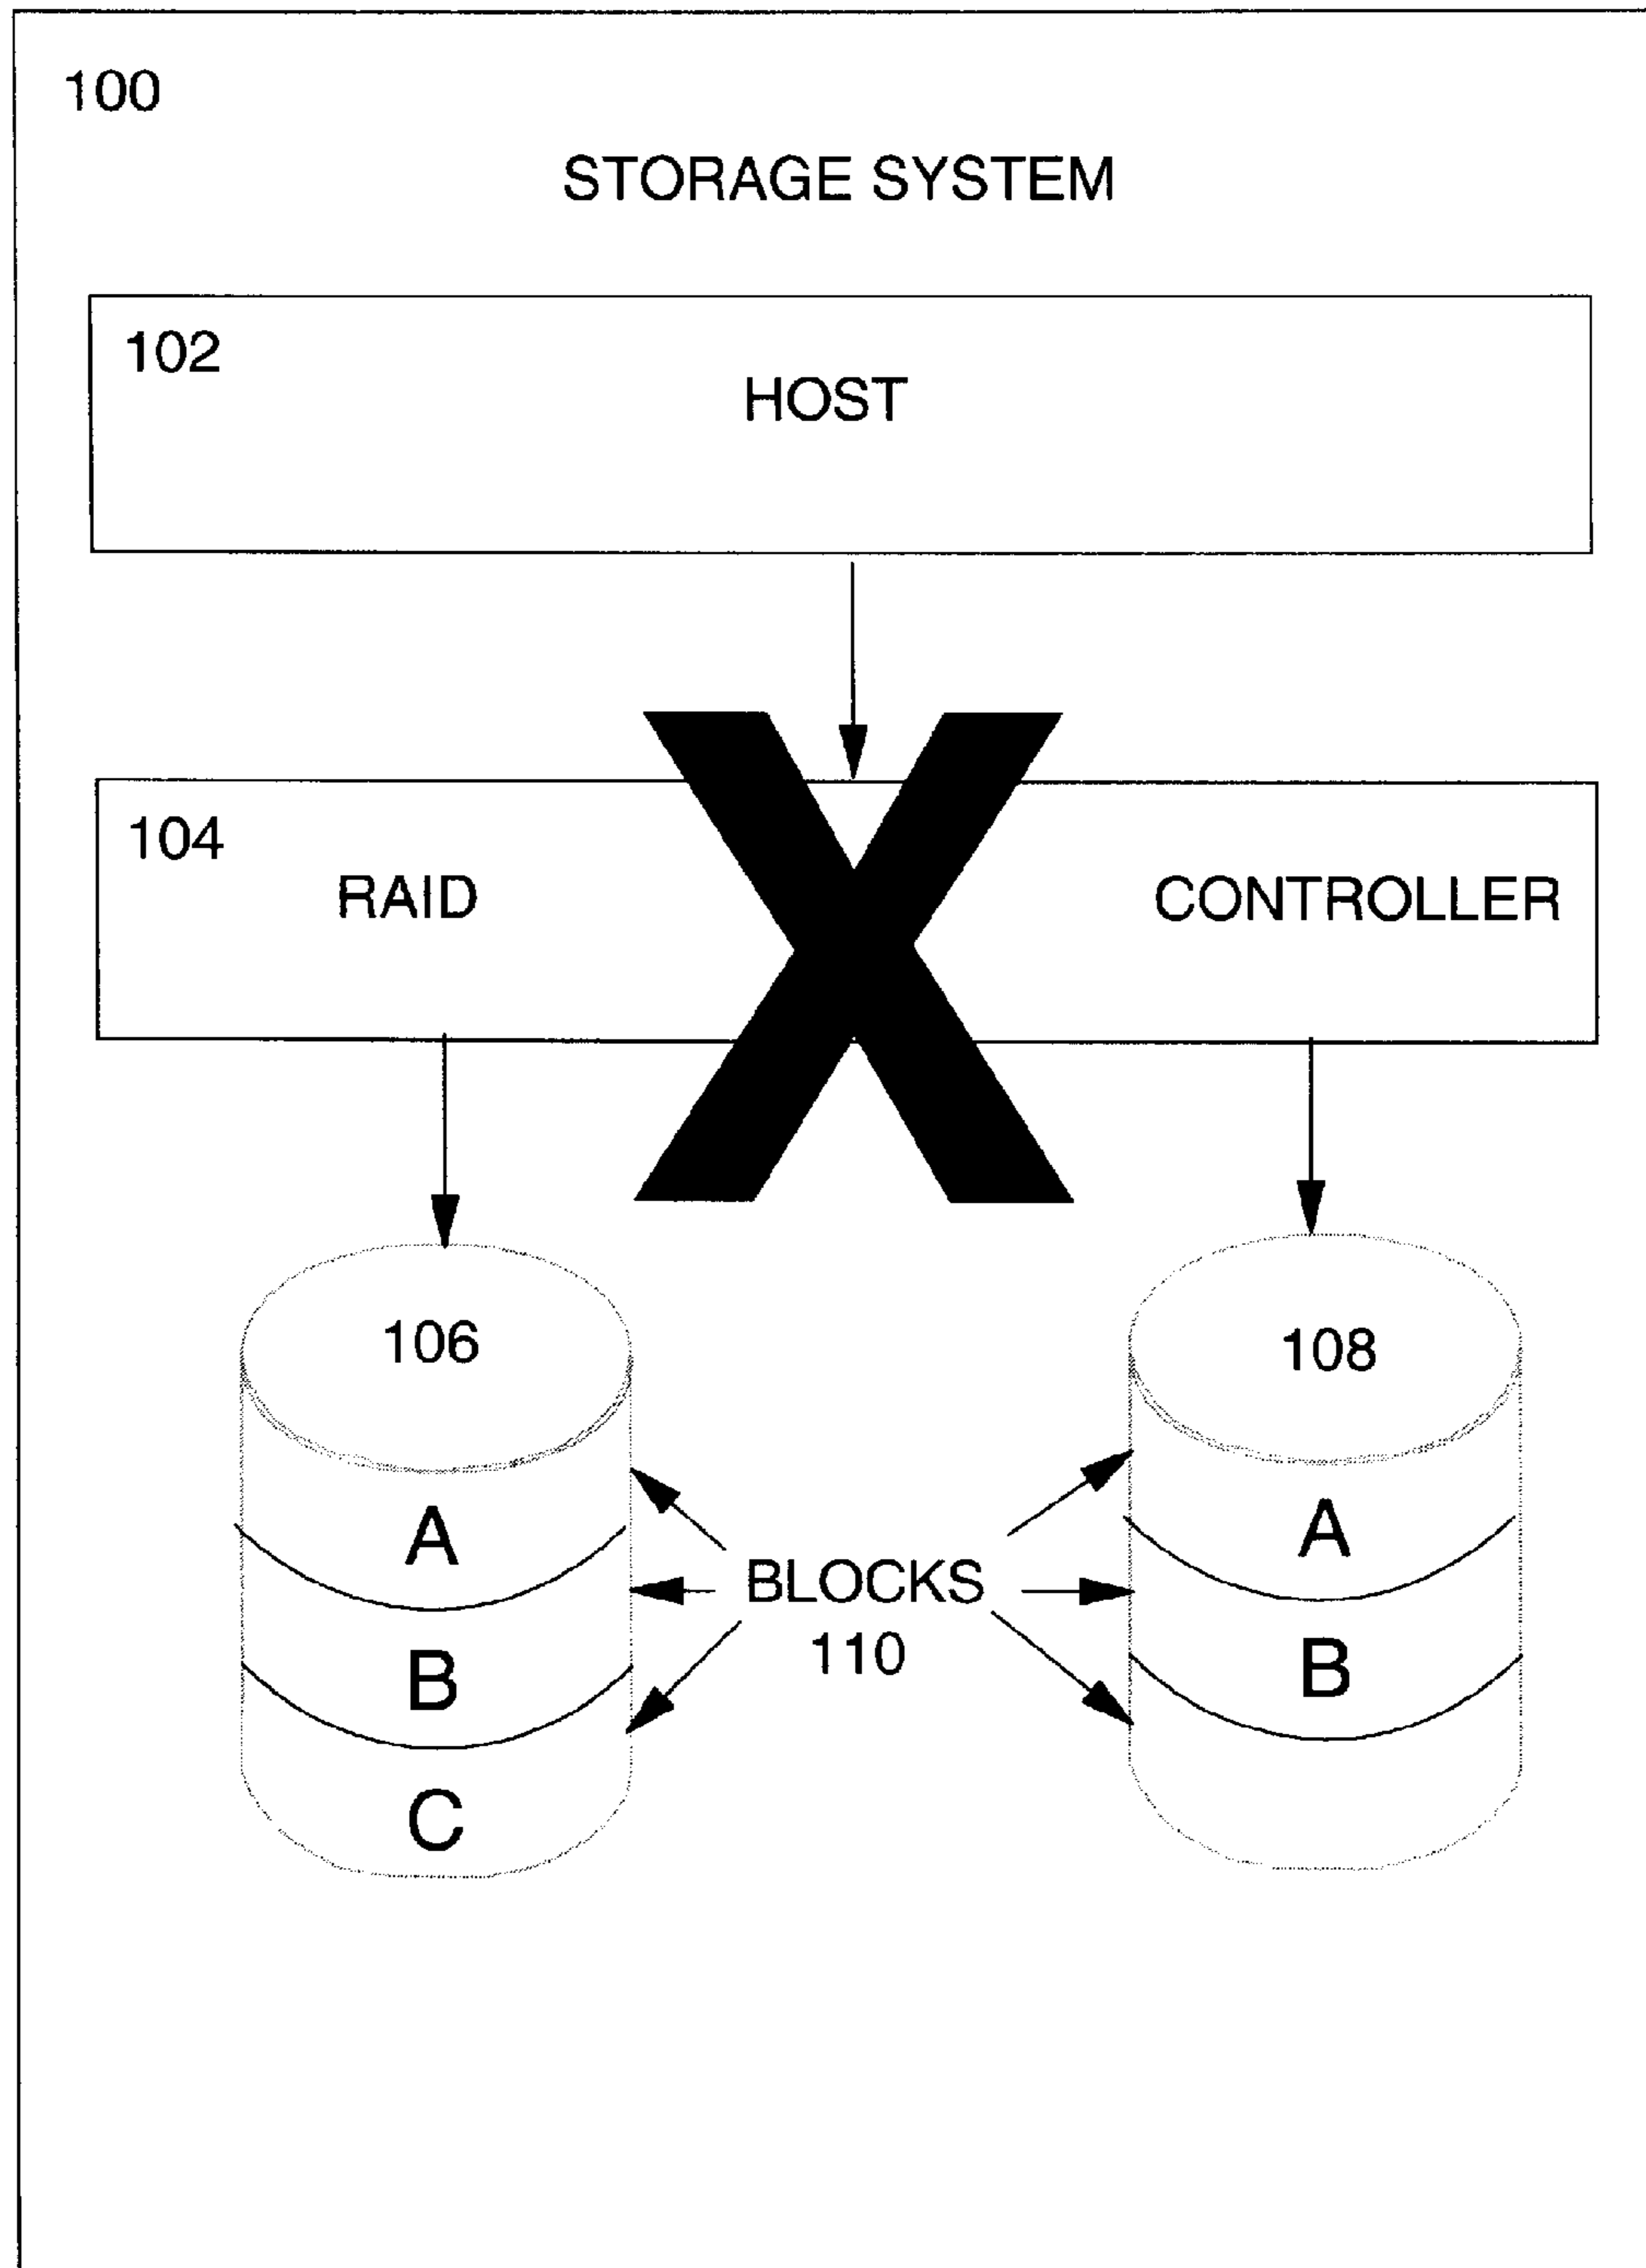 100
STORAGE SYSTEM
102
HOST
104
RAID X CONTROLLER
106 108
A A
BLOCKS
110
B B
C